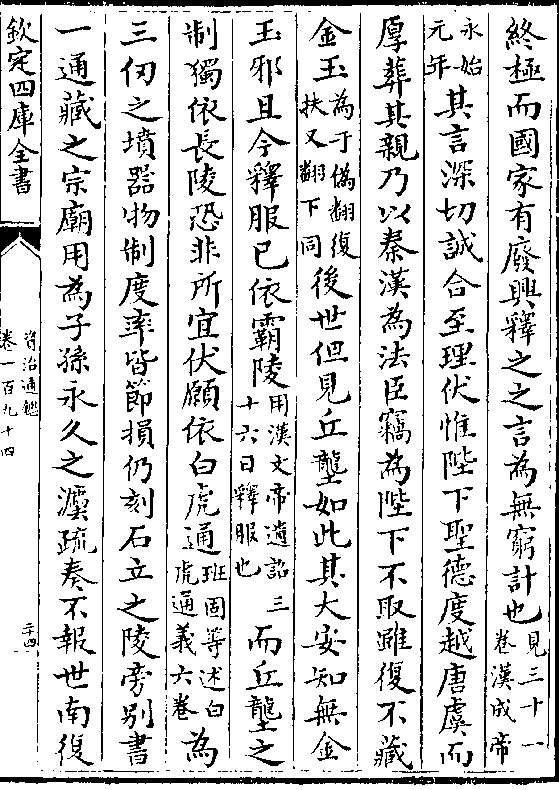 終極而國家有廢興釋之之言為無窮計也見三十一卷漢成帝
永始元年其言深切誠合至理伏惟陛下聖德度越唐虞而
厚葬其親乃以秦漢為法臣竊為陛下不取雖復不藏
金玉為于偽翻復扶又翻下同後世但見丘壟如此其大安知無金
玉邪且今釋服已依霸陵用漢文帝遺詔三十六日釋服也而丘壟之
制獨依長陵恐非所宜伏願依白虎通班固等述白虎通義六卷為
三仞之墳器物制度率皆節損仍刻石立之陵旁别書
一通藏之宗廟用為子孫永久之灋疏奏不報世南復
欽定四庫全書
資治通鑑
卷一百九十四
二十四